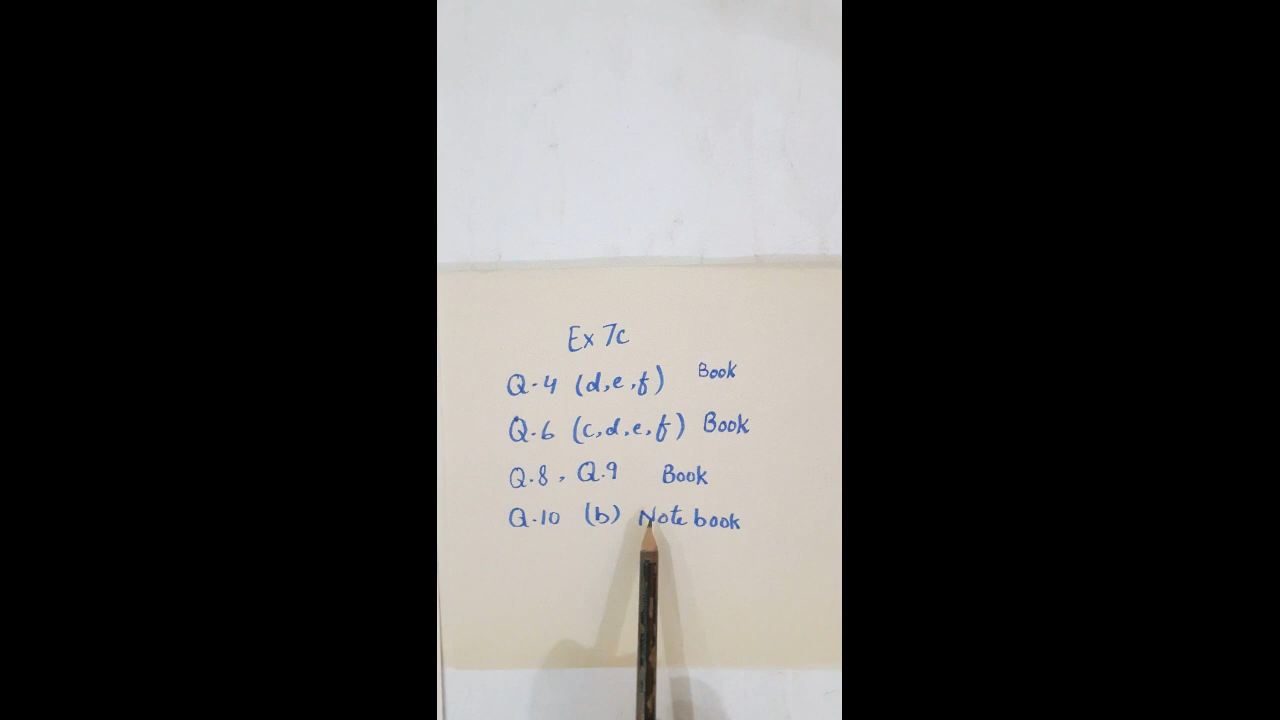 Ex 7c
Q.4 (d,e,f) Book
Q.6 (c,d,e,f) Book
Q.8, Q.9 Book
Q.10 (b) Note book